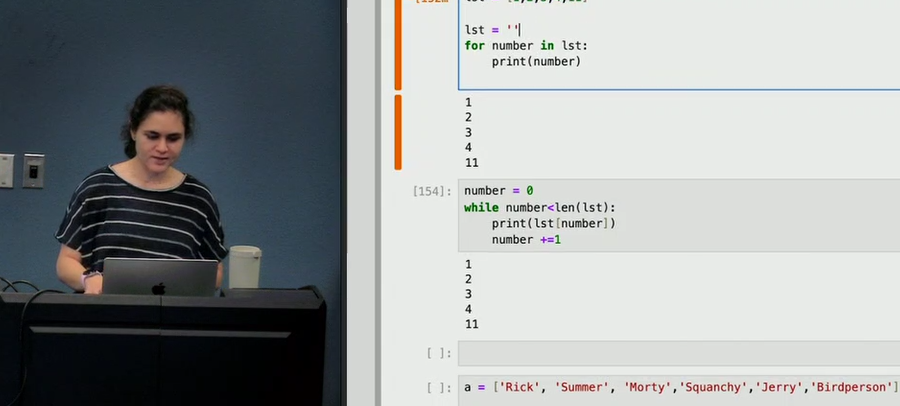 lst = ''
for number in lst:
print(number)
1
2
3
4
11
[154]:
number = 0
while number<len(lst):
print(lst[number])
number +=1
1
2
3
4
11
[ ]:
[ ]: a = ['Rick', 'Summer', 'Morty','Squanchy','Jerry','Birdperson']